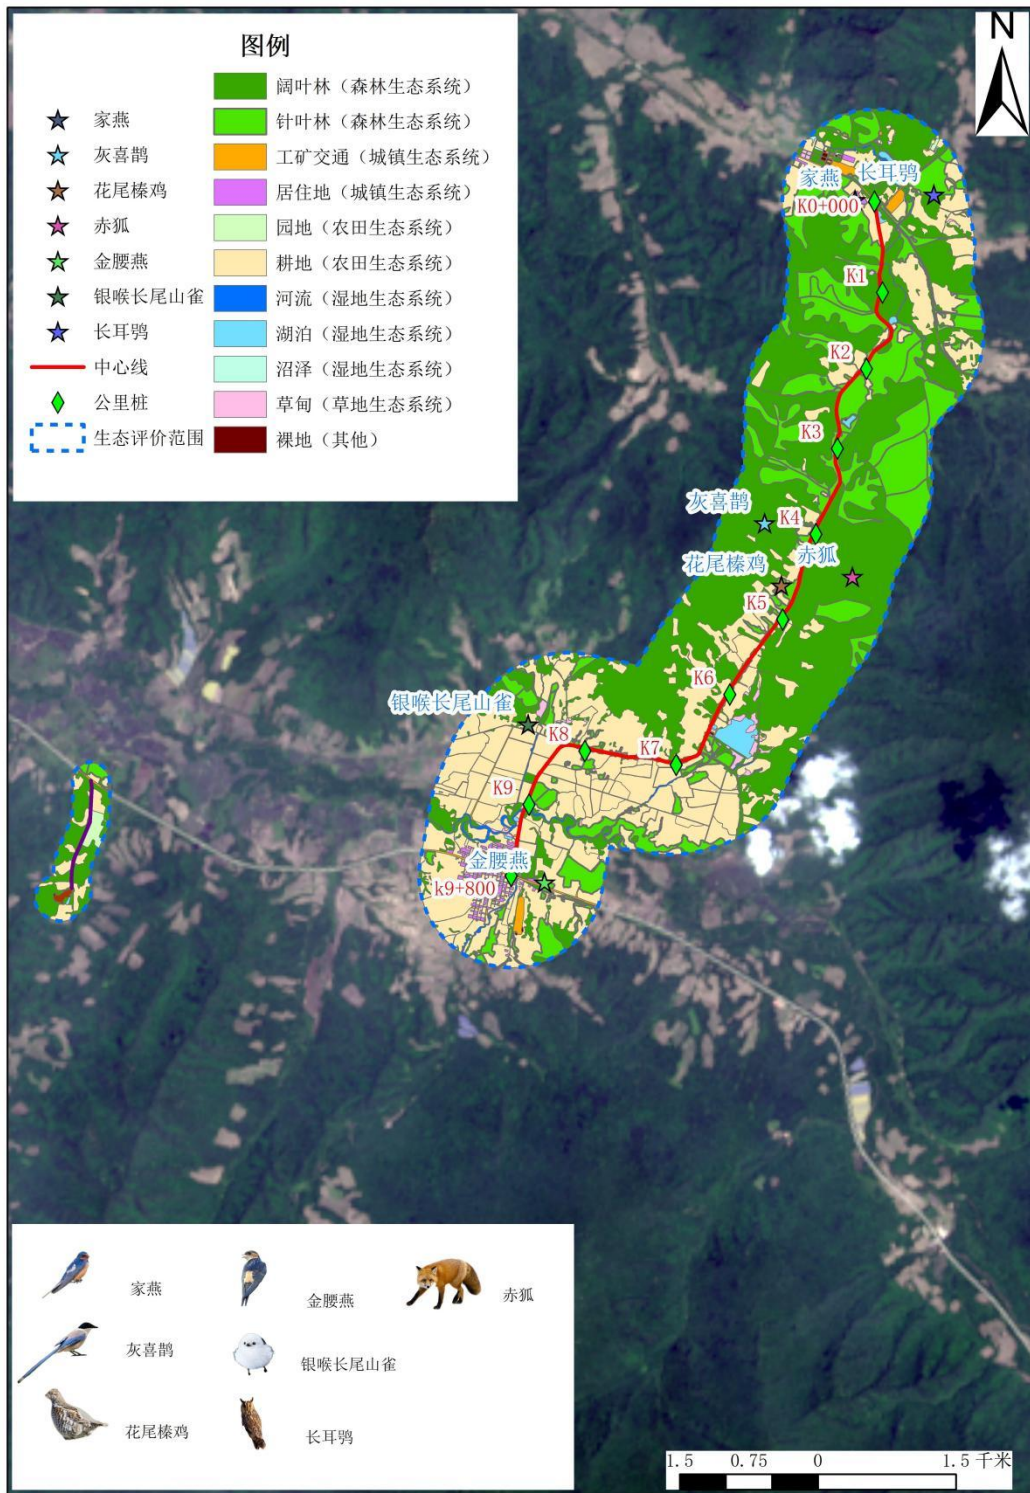 图例
家燕
灰喜鹊
花尾榛鸡
赤狐
金腰燕
银喉长尾山雀
长耳鸮
中心线
公里桩
生态评价范围
阔叶林（森林生态系统）
针叶林（森林生态系统）
工矿交通（城镇生态系统）
居住地（城镇生态系统）
园地（农田生态系统）
耕地（农田生态系统）
河流（湿地生态系统）
湖泊（湿地生态系统）
沼泽（湿地生态系统）
草甸（草地生态系统）
裸地（其他）
N
长耳鸮
家燕
K0+000
K1
K2
K3
灰喜鹊
K4
赤狐
花尾榛鸡
K5
K6
银喉长尾山雀
K8
K7
K9
金腰燕
k9+800
家燕
金腰燕
赤狐
灰喜鹊
银喉长尾山雀
花尾榛鸡
长耳鸮
1.5 0.75 0 1.5 千米